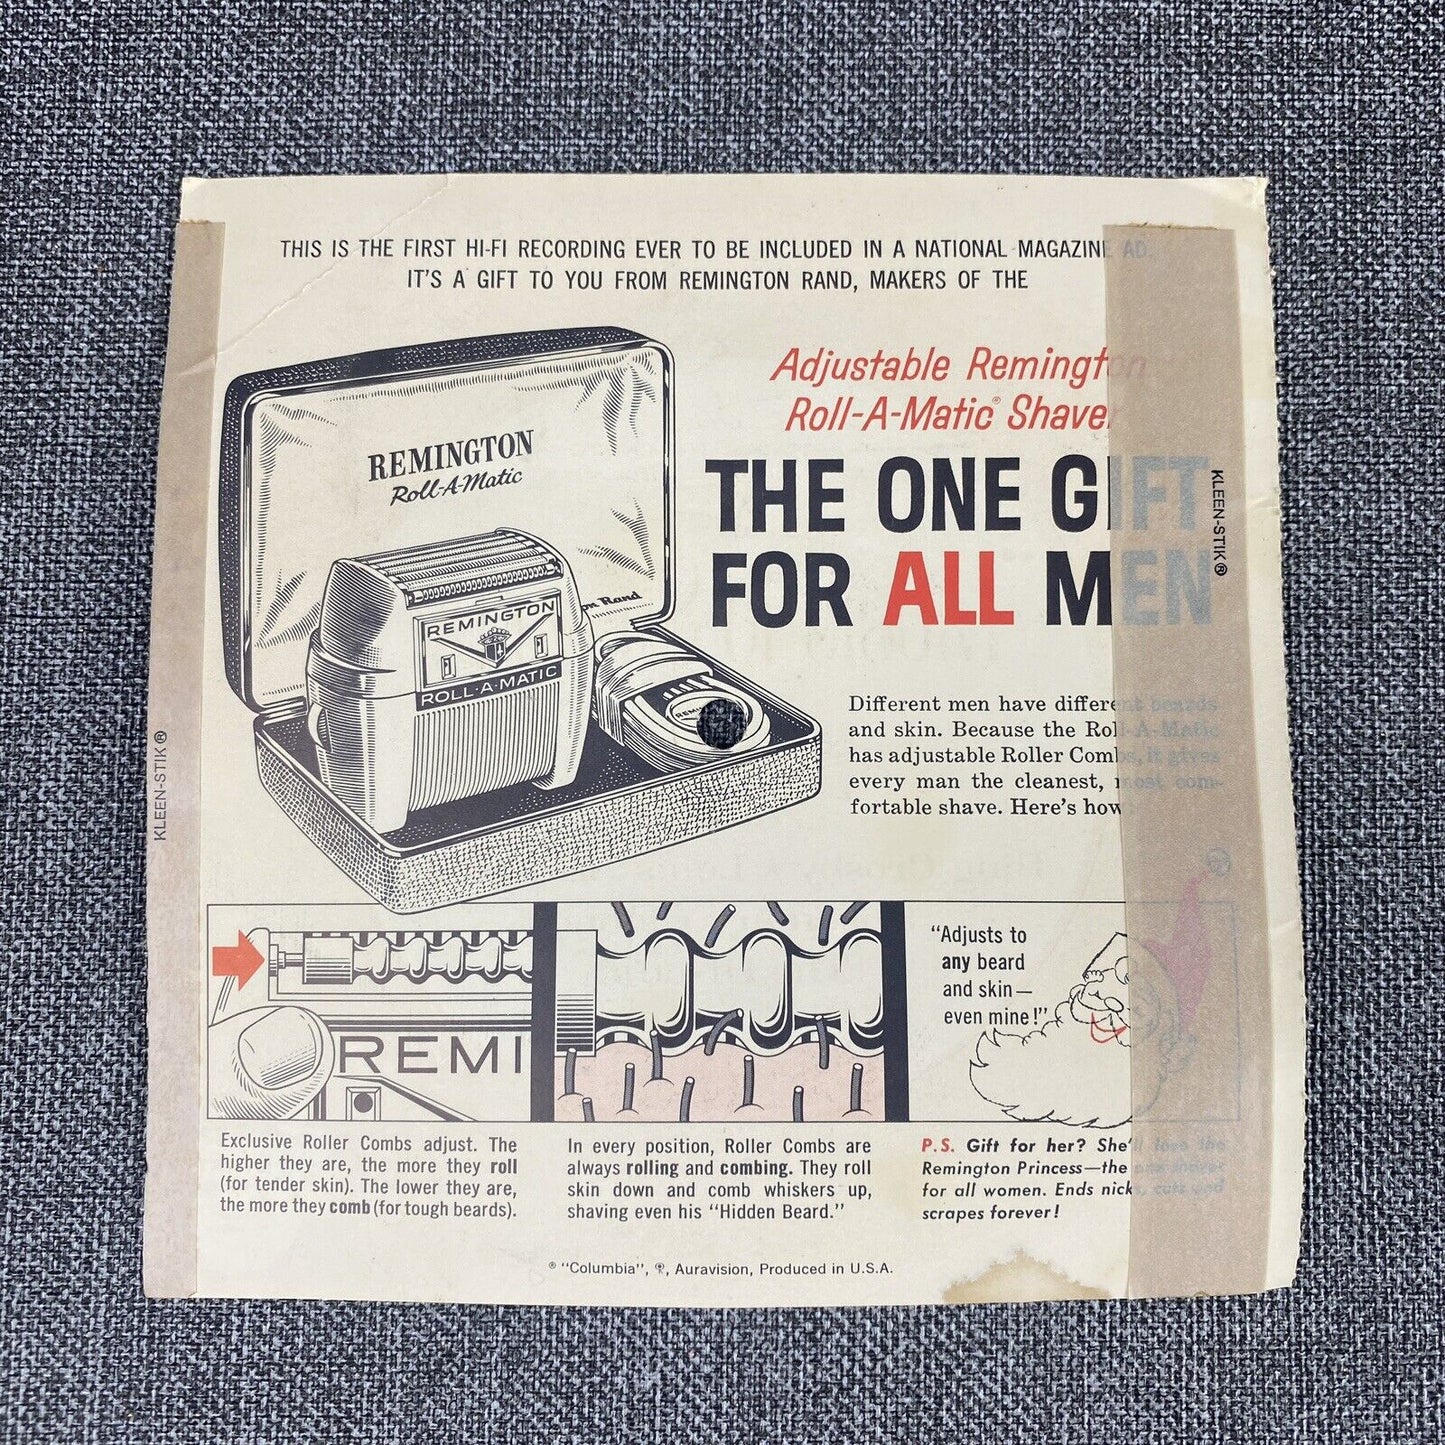 THIS IS THE FIRST HI-FI RECORDING EVER TO BE INCLUDED IN A NATIONAL MAGAZINE AD.
IT'S A GIFT TO YOU FROM REMINGTON RAND, MAKERS OF THE
Adjustable Remington
Roll-A-Matic® Shaver
THE ONE GIFT
FOR ALL MEN
REMINGTON
Roll-A-Matic
Rand
REMINGTON
ROLL-A-MATIC
KLEEN-STIK®
KLEEN-STIK®
Different men have different beards
and skin. Because the Roll-A-Matic
has adjustable Roller Combs, it gives
every man the cleanest, most com-
fortable shave. Here's how
REMI
"Adjusts to
any beard
and skin—
even mine!"
Exclusive Roller Combs adjust. The
higher they are, the more they roll
(for tender skin). The lower they are,
the more they comb (for tough beards).
In every position, Roller Combs are
always rolling and combing. They roll
skin down and comb whiskers up,
shaving even his "Hidden Beard."
P.S. Gift for her? She'll love the
Remington Princess—the one shaver
for all women. Ends nicks, cuts and
scrapes forever!
® "Columbia", , Auravision, Produced in U.S.A.